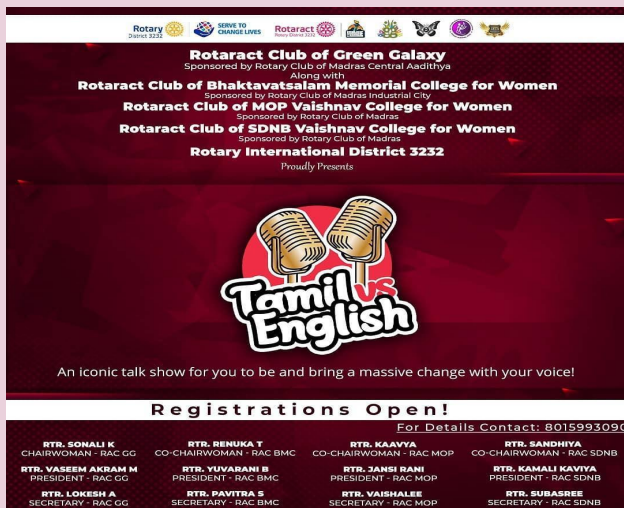 Rotary
District 3232
SERVE TO
CHANGE LIVES
Rotaract
Rotaract Club of Green Galaxy
Sponsored by Rotary Club of Madras Central Aadithya
Along with
Rotaract Club of Bhaktavatsalam Memorial College for Women
Sponsored by Rotary Club of Madras Industrial City
Rotaract Club of MOP Vaishnav College for Women
Sponsored by Rotary Club of Madras
Rotaract Club of SDNB Vaishnav College for Women
Sponsored by Rotary Club of Madras
Rotary International District 3232
Proudly Presents
Tamil vs
English
An iconic talk show for you to be and bring a massive change with your voice!
Registrations Open!
For Details Contact: 8015993090
RTR. SONALI K RTR. RENUKA T RTR. KAAVYA RTR. SANDHIYA
CHAIRWOMAN - RAC GG CO-CHAIRWOMAN - RAC BMC CO-CHAIRWOMAN - RAC MOP CO-CHAIRWOMAN - RAC SDNB
RTR. VASEEM AKRAM M RTR. YUVARANI B RTR. JANSI RANI RTR. KAMALI KAVIYA
PRESIDENT - RAC GG PRESIDENT - RAC BMC PRESIDENT - RAC MOP PRESIDENT - RAC SDNB
RTR. LOKESH A RTR. PAVITRA S RTR. VAISHALEE RTR. SUBASREE
SECRETARY - RAC GG SECRETARY - RAC BMC SECRETARY - RAC MOP SECRETARY - RAC SDNB